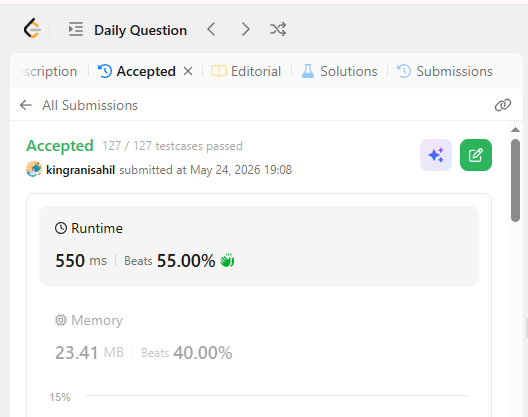 Daily Question
scription Accepted Editorial Solutions Submissions
All Submissions
Accepted 127 / 127 testcases passed
kingranisahil submitted at May 24, 2026 19:08
Runtime
550 ms Beats 55.00%
Memory
23.41 MB Beats 40.00%
15%